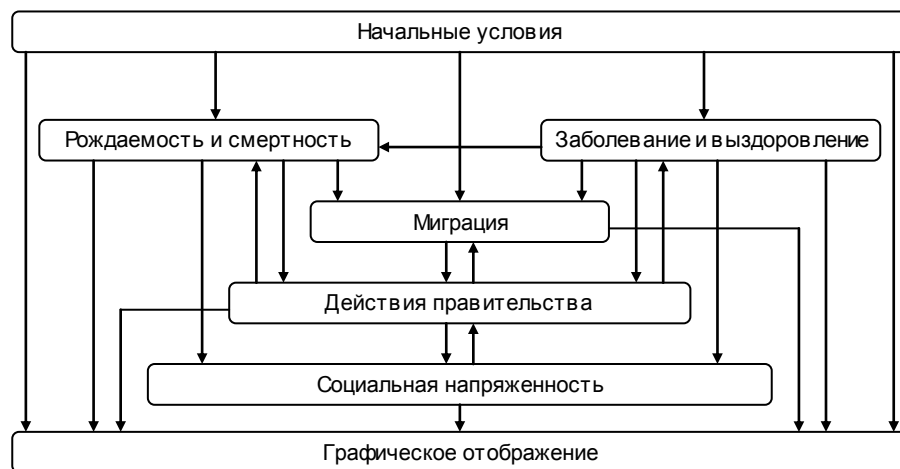 Начальные условия
Рождаемость и смертность
Заболевание и выздоровление
Миграция
Действия правительства
Социальная напряженность
Графическое отображение